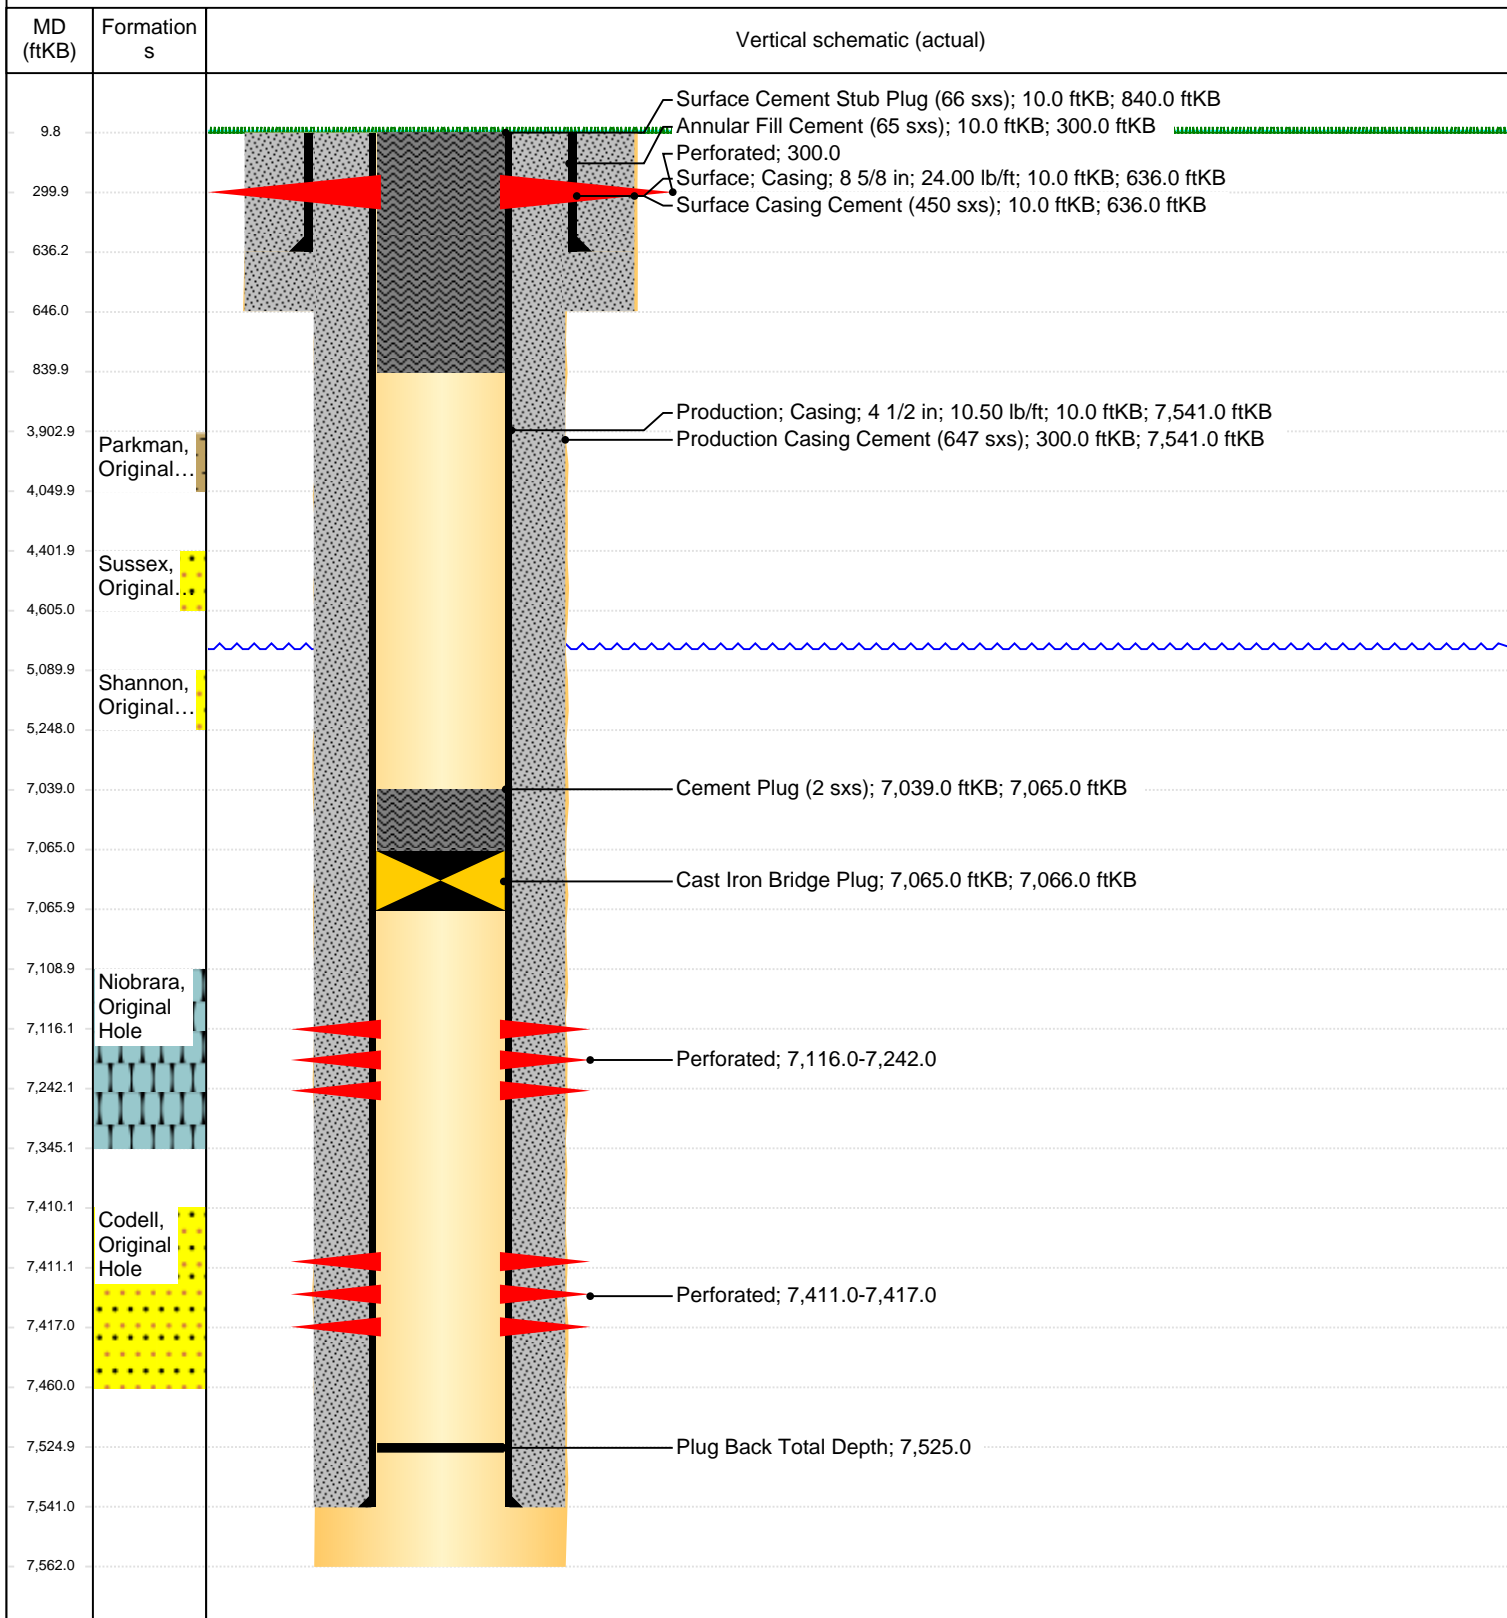 MD
(ftKB)
Formation
s
Vertical schematic (actual)
Surface Cement Stub Plug (66 sxs); 10.0 ftKB; 840.0 ftKB
9.8
Annular Fill Cement (65 sxs); 10.0 ftKB; 300.0 ftKB
Perforated; 300.0
Surface; Casing; 8 5/8 in; 24.00 lb/ft; 10.0 ftKB; 636.0 ftKB
299.9
Surface Casing Cement (450 sxs); 10.0 ftKB; 636.0 ftKB
636.2
646.0
839.9
Production; Casing; 4 1/2 in; 10.50 lb/ft; 10.0 ftKB; 7,541.0 ftKB
3,902.9
Production Casing Cement (647 sxs); 300.0 ftKB; 7,541.0 ftKB
Parkman,
Original...
4,049.9
4,401.9
Sussex,
Original...
4,605.0
5,089.9
Shannon,
Original...
5,248.0
7,039.0
Cement Plug (2 sxs); 7,039.0 ftKB; 7,065.0 ftKB
7,065.0
Cast Iron Bridge Plug; 7,065.0 ftKB; 7,066.0 ftKB
7,065.9
7,108.9
Niobrara,
Original
Hole
7,116.1
Perforated; 7,116.0-7,242.0
7,242.1
7,345.1
7,410.1
Codell,
Original
Hole
7,411.1
Perforated; 7,411.0-7,417.0
7,417.0
7,460.0
7,524.9
Plug Back Total Depth; 7,525.0
7,541.0
7,562.0